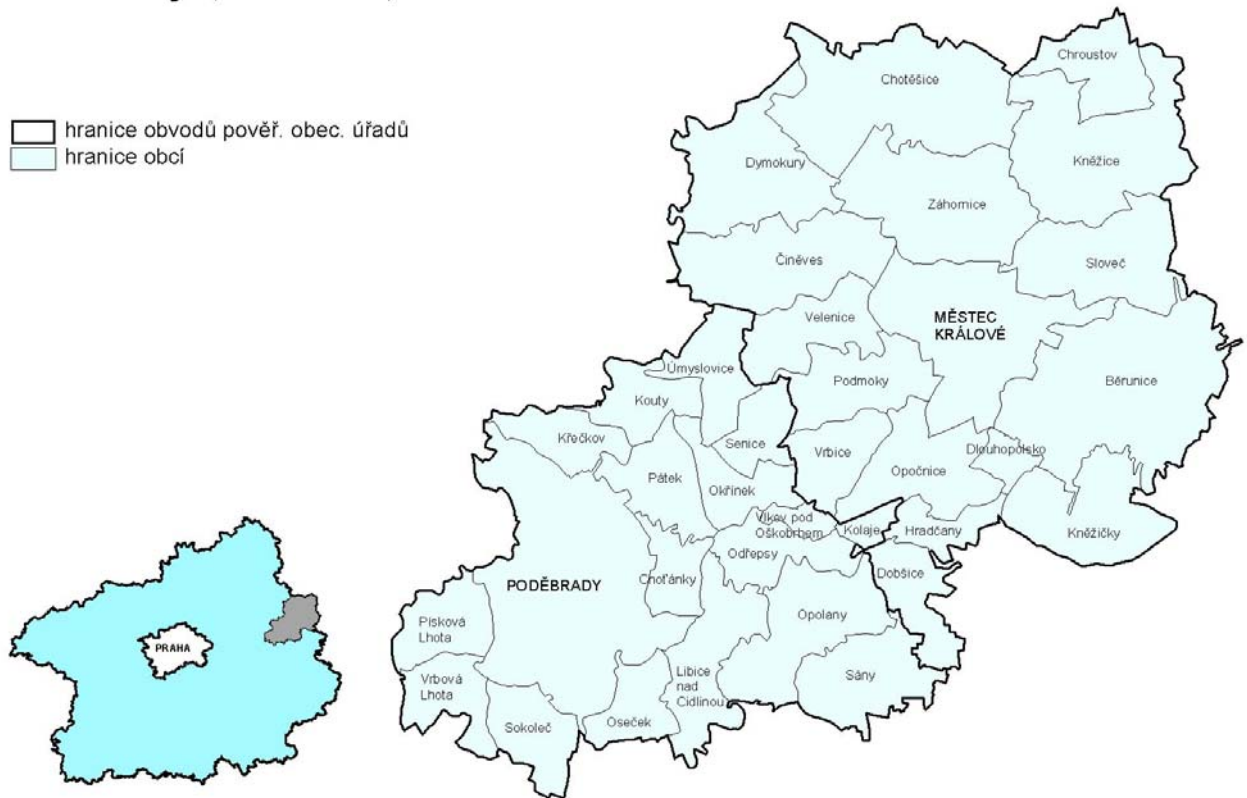 hranice obvodů pověř. obec. úřadů
hranice obcí
Chroustov
Chotěšice
Dymokury
Kněžice
Záhornice
Činěves
Sloveč
Velenice
MĚSTEC
KRÁLOVÉ
Úmyslovice
Podmoky
Běrunice
Kouty
Křečkov
Senice
Vrbice
Dlouhopolsko
Opočnice
Pátek
Okřínek
Vlkov pod
Oškobrhem
Kolaje
Hradčany
Kněžičky
Odřepsy
Choťánky
Dobšice
PODĚBRADY
Opolany
Písková
Lhota
Libice
nad
Cidlinou
Sány
Vrbová
Lhota
Oseček
Sokoleč
PRAHA